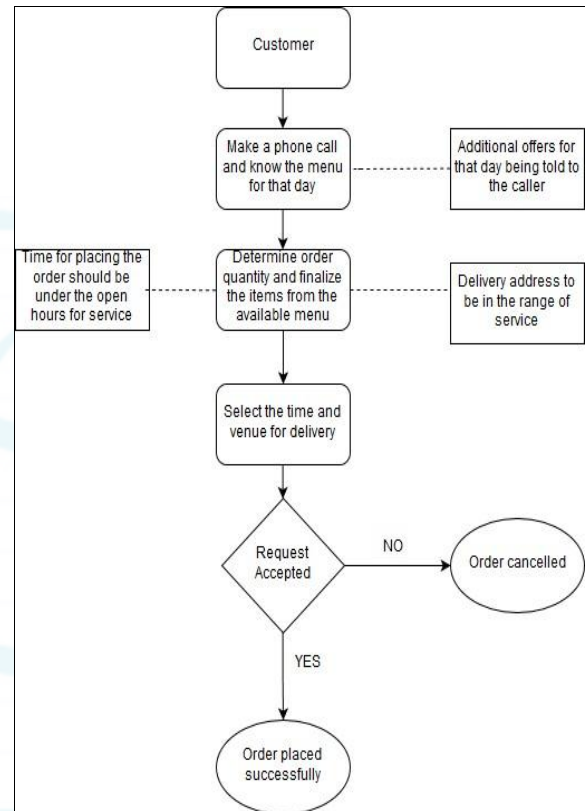 Customer
Make a phone call
and know the menu
for that day
Additional offers for
that day being told to
the caller
Time for placing the
order should be
under the open
hours for service
Determine order
quantity and finalize
the items from the
available menu
Delivery address to
be in the range of
service
Select the time and
venue for delivery
Request
Accepted
NO
Order cancelled
YES
Order placed
successfully